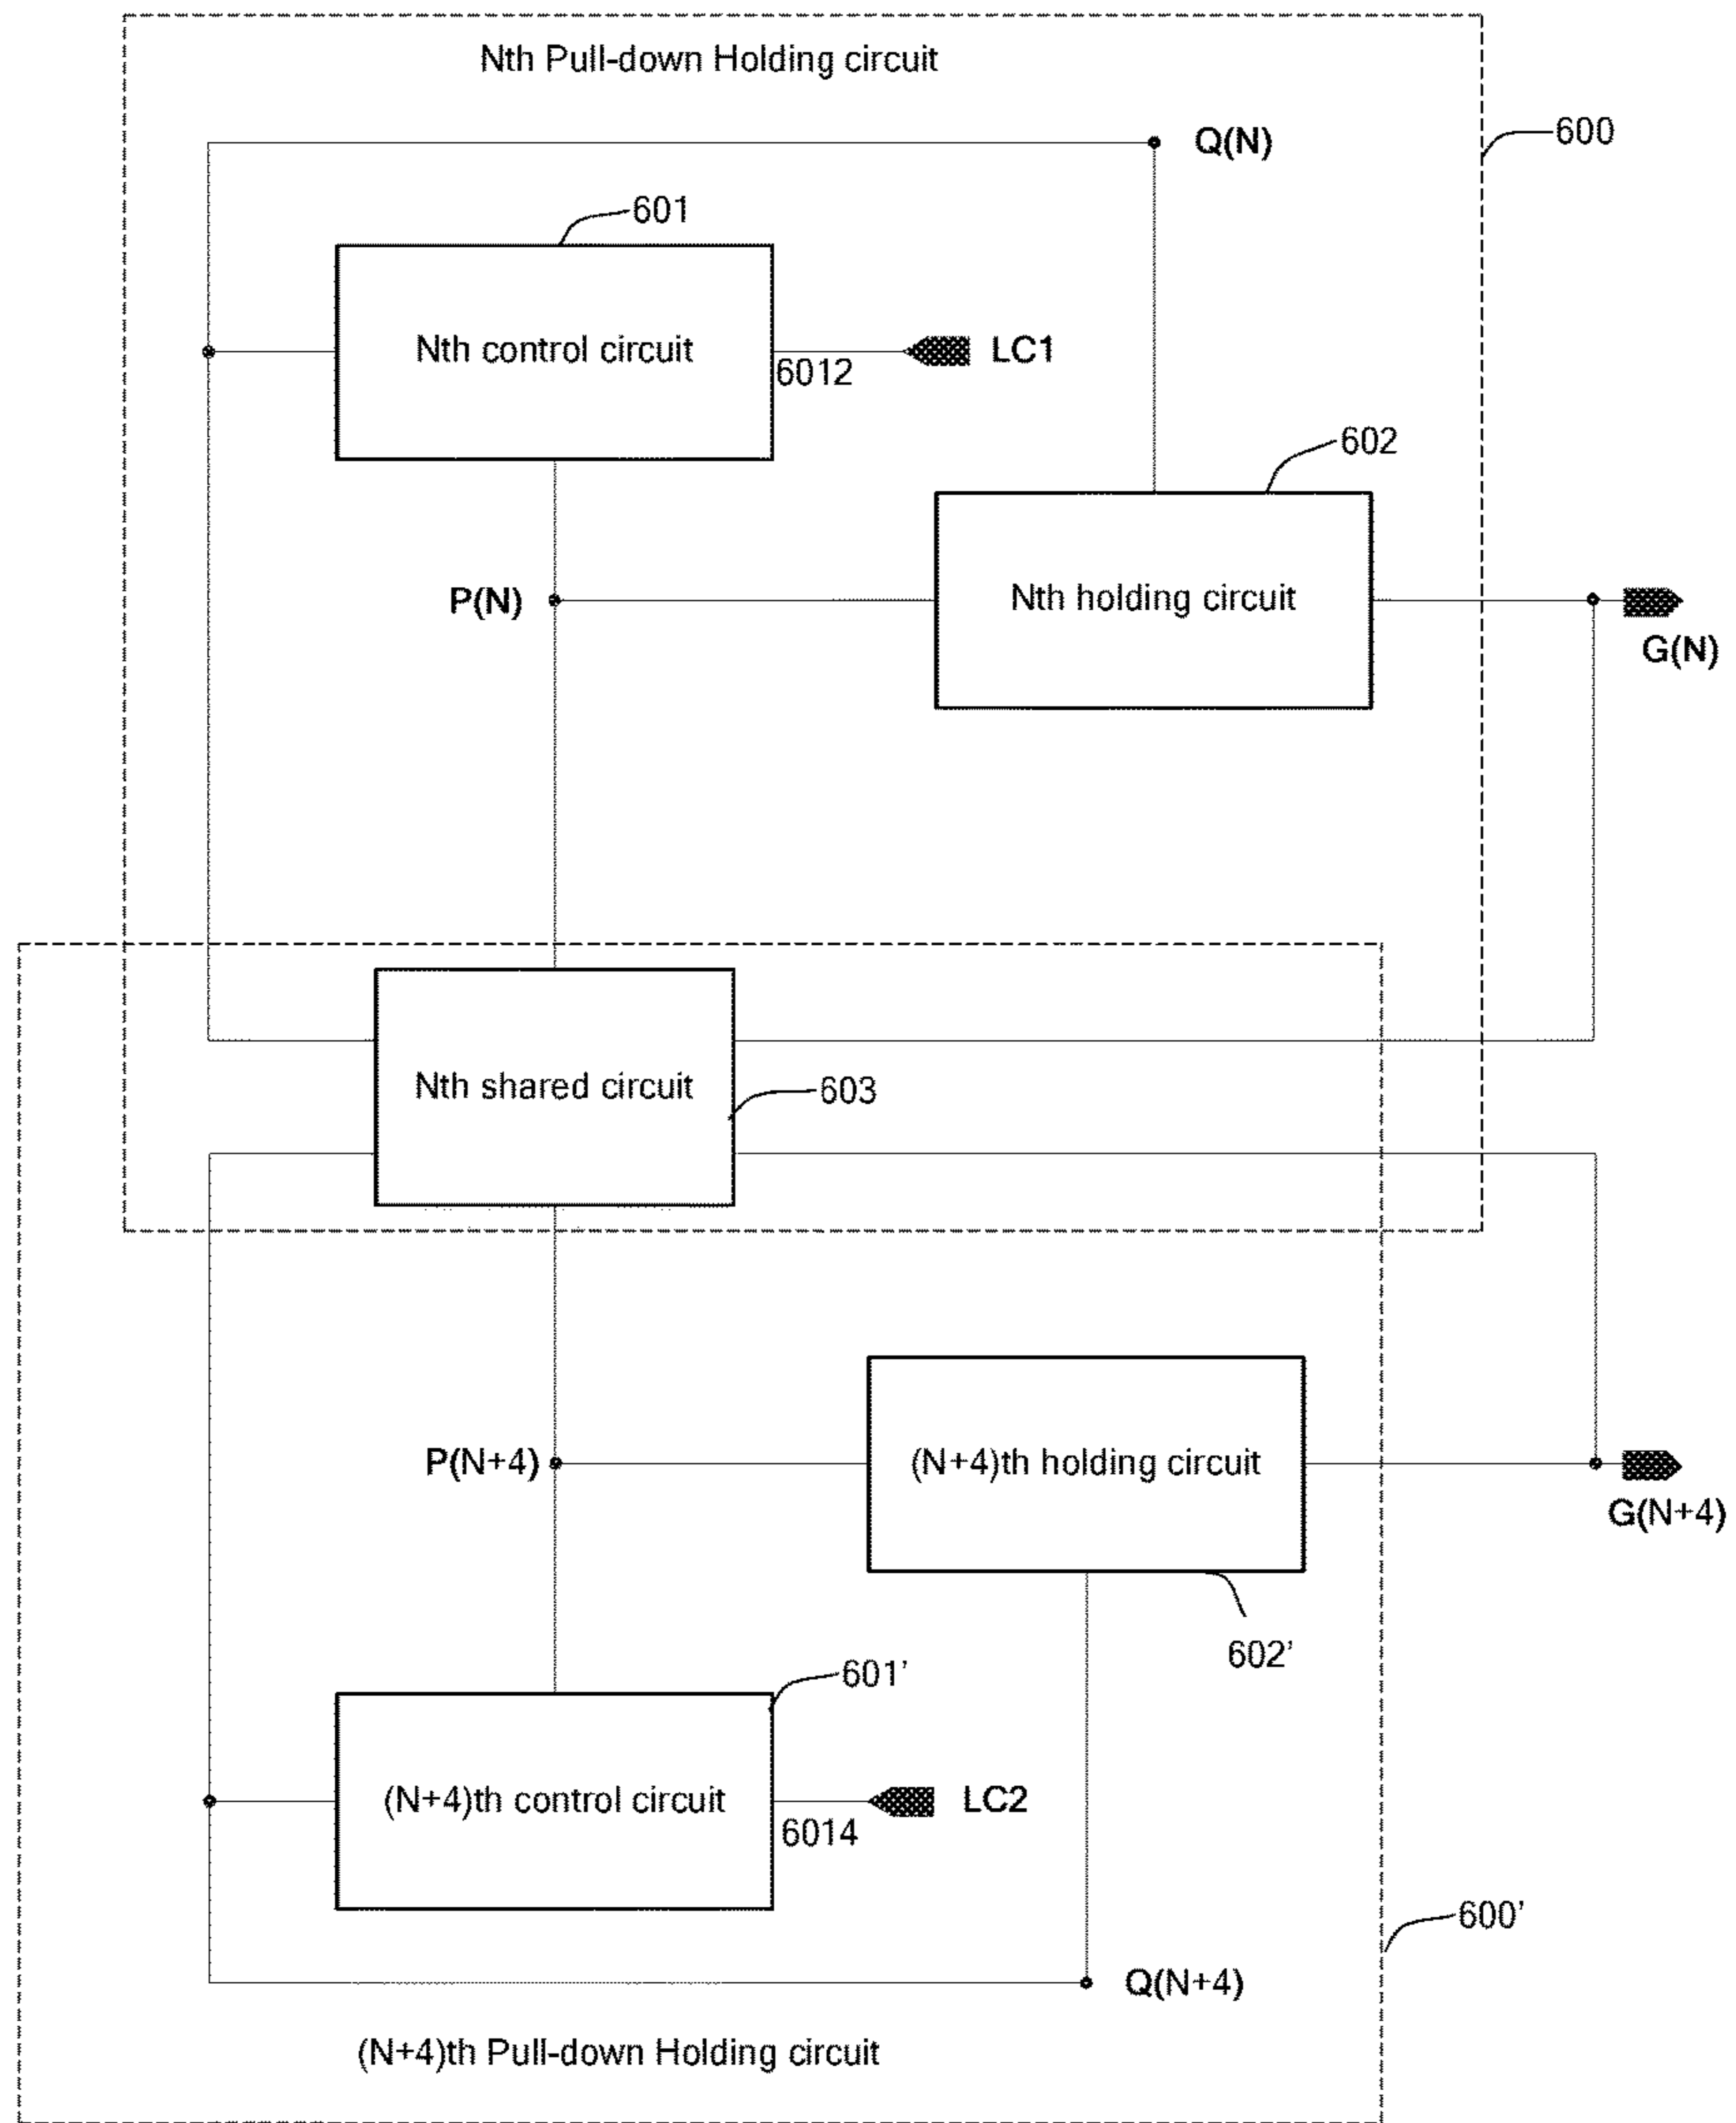 Nth Pull-down Holding circuit
600
Q(N)
601
Nth control circuit
6012
LC1
602
P(N)
Nth holding circuit
G(N)
Nth shared circuit
603
P(N+4)
(N+4)th holding circuit
G(N+4)
602’
601’
(N+4)th control circuit
6014
LC2
600’
Q(N+4)
(N+4)th Pull-down Holding circuit